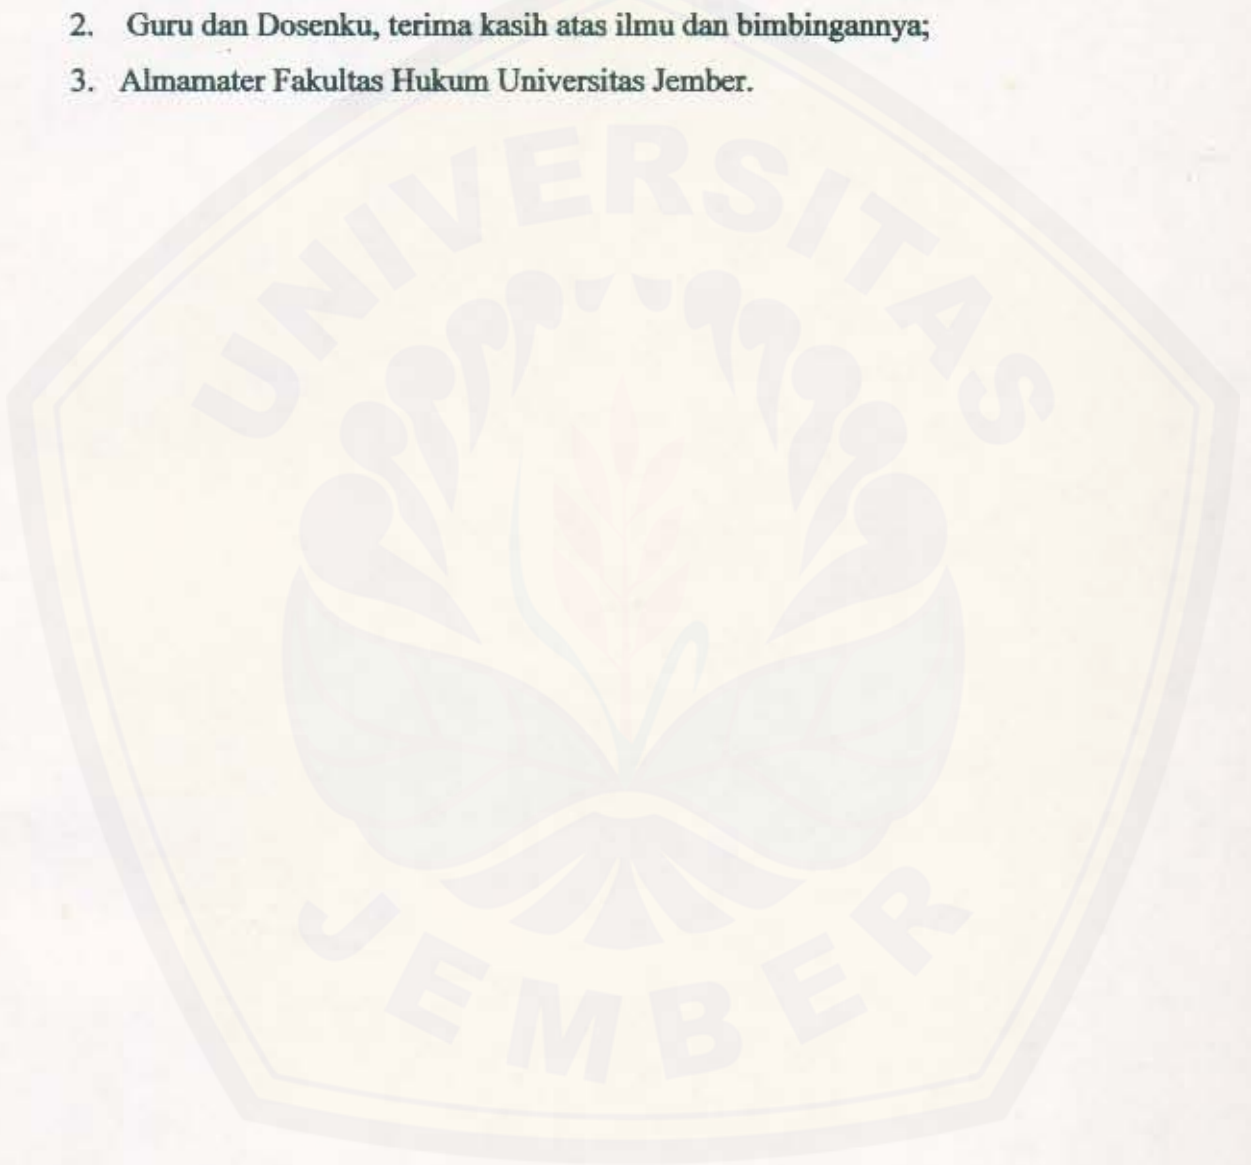 2. Guru dan Dosenku, terima kasih atas ilmu dan bimbingannya;
3. Almamater Fakultas Hukum Universitas Jember.
UNIVERSITAS
JEMBER